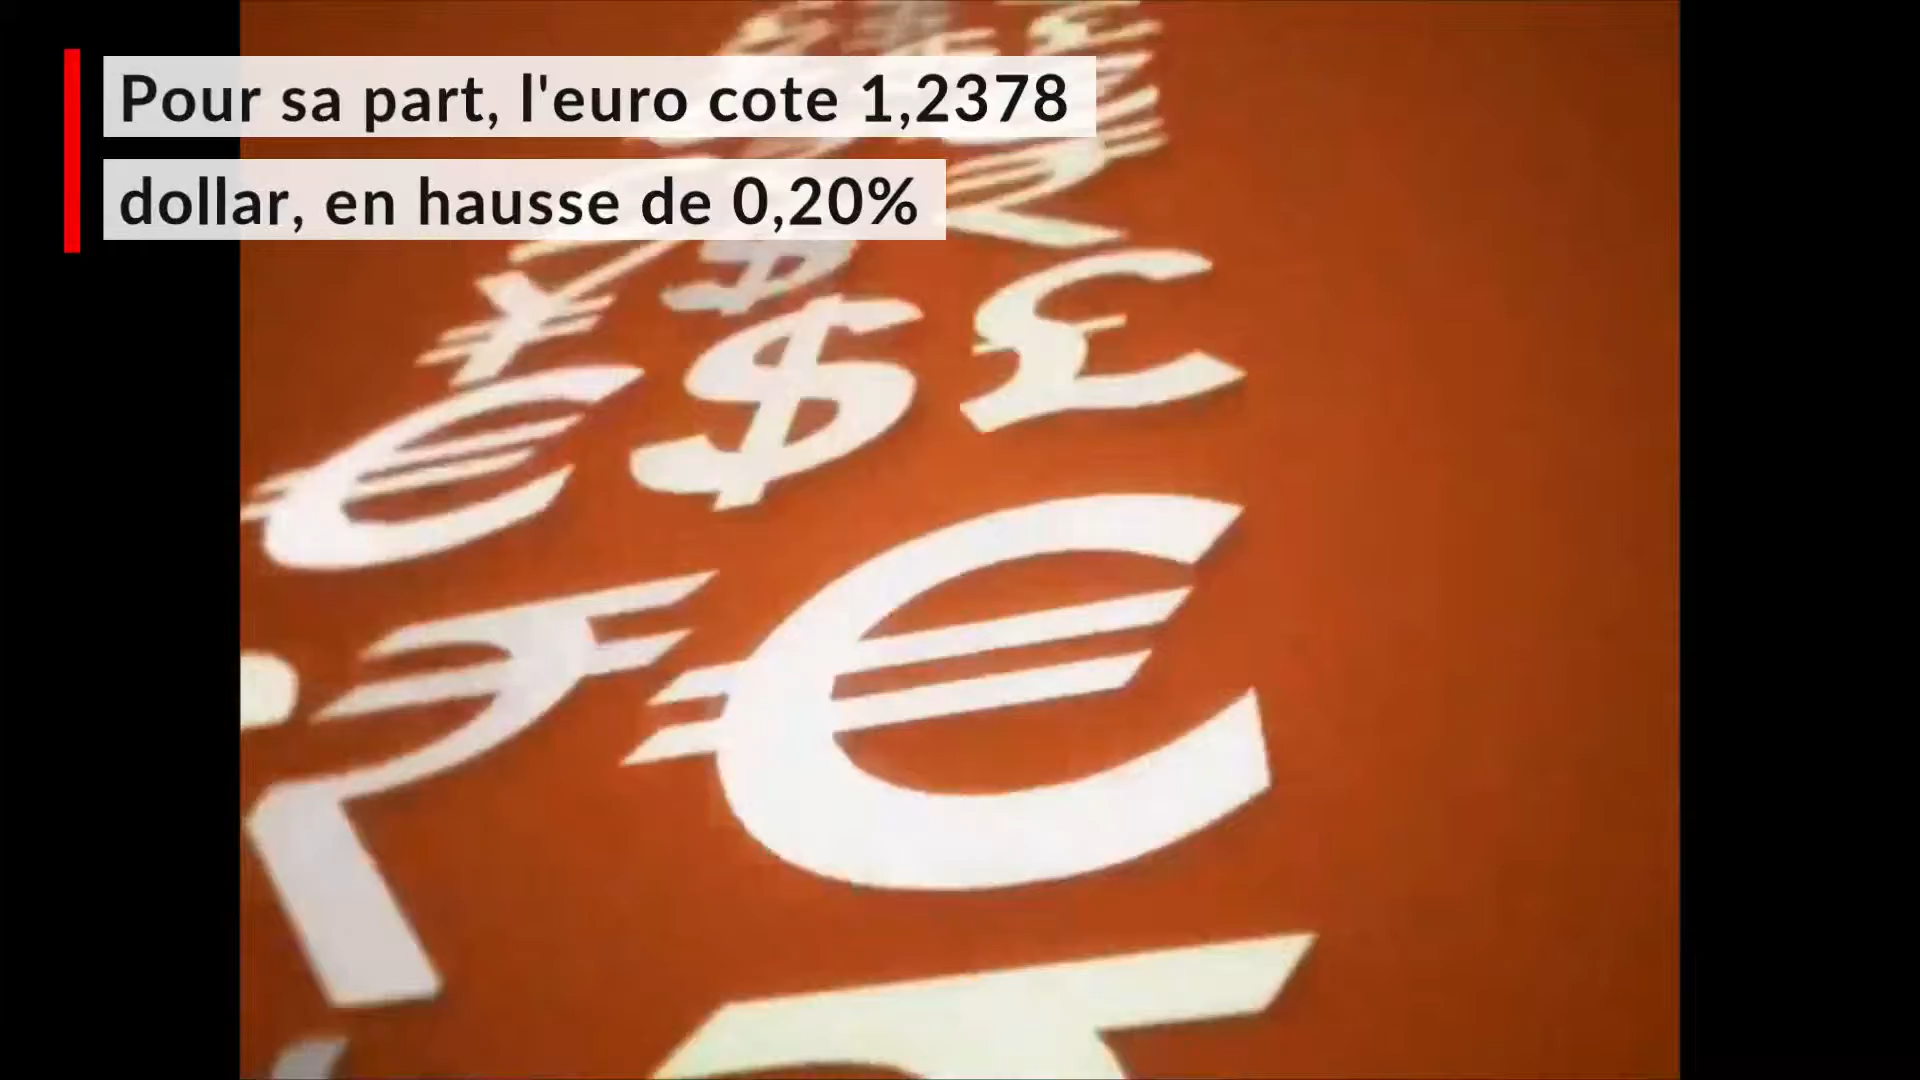 Pour sa part, l'euro cote 1,2378
dollar, en hausse de 0,20%